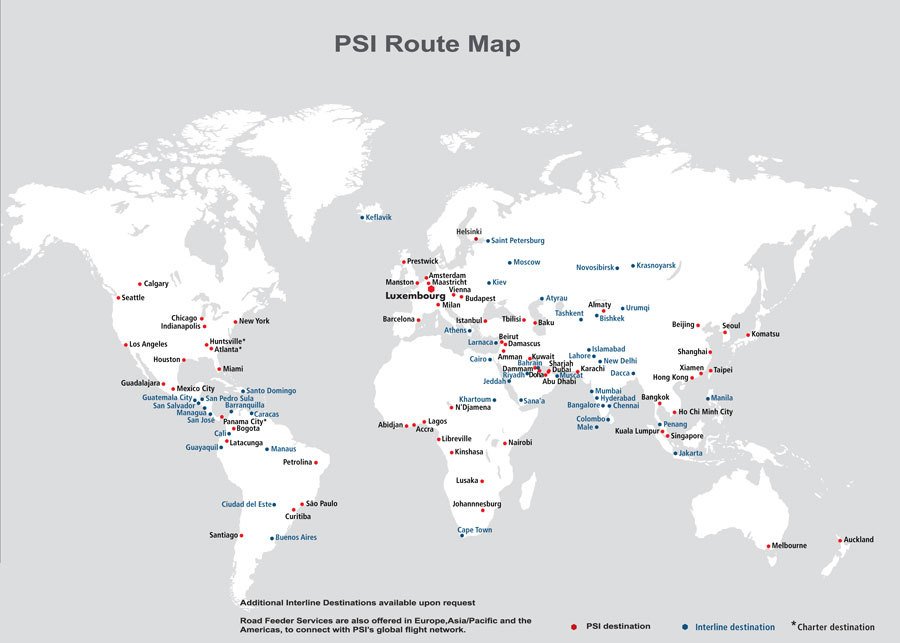 PSI Route Map
Keflavik
Helsinki
Saint Petersburg
Prestwick
Moscow
Novosibirsk
Krasnoyarsk
Amsterdam
Manston
Maastricht
Kiev
Vienna
Luxembourg
Budapest
Milan
Atyrau
Almaty
Urumqi
Tashkent
Bishkek
Barcelona
Istanbul
Tbilisi
Baku
Athens
Beijing
Seoul
Komatsu
Calgary
Seattle
Chicago
New York
Indianapolis
Los Angeles
Huntsville*
Atlanta*
Houston
Miami
Larnaca
Beirut
Damascus
Cairo
Amman
Kuwait
Bahrain
Sharjah
Dammam
Dubai
Karachi
Riyadh
Doha
Muscat
Jeddah
Abu Dhabi
Islamabad
Lahore
New Delhi
Dacca
Shanghai
Xiamen
Taipei
Hong Kong
Guadalajara
Mexico City
Santo Domingo
Guatemala City
San Pedro Sula
San Salvador
Barranquilla
Managua
Caracas
San José
Panama City*
Bogota
Cali
Latacunga
Guayaquil
Manaus
Khartoum
Sana'a
N'Djamena
Mumbai
Hyderabad
Bangalore
Chennai
Colombo
Male
Bangkok
Manila
Ho Chi Minh City
Penang
Kuala Lumpur
Singapore
Jakarta
Abidjan
Lagos
Accra
Libreville
Nairobi
Kinshasa
Petrolina
Lusaka
Ciudad del Este
São Paulo
Curitiba
Johannnesburg
Santiago
Buenos Aires
Cape Town
Melbourne
Auckland
Additional Interline Destinations available upon request
Road Feeder Services are also offered in Europe,Asia/Pacific and the
Americas, to connect with PSI's global flight network.
PSI destination
Interline destination
*Charter destination